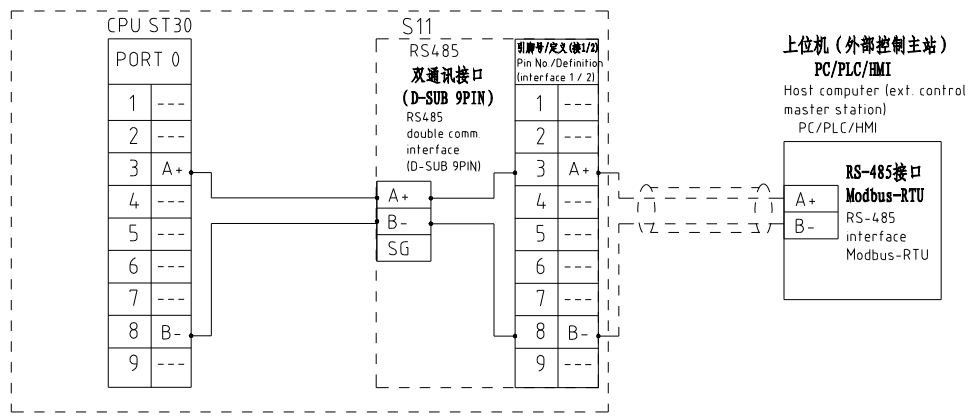 CPU ST30
PORT 0
1 ---
2 ---
3 A+
4 ---
5 ---
6 ---
7 ---
8 B-
9 ---
S11
RS485
双通讯接口
(D-SUB 9PIN)
RS485
double comm.
interface
(D-SUB 9PIN)
A+
B-
SG
引脚号/定义(接1/2)
Pin No./Definition
(interface 1 / 2)
1 ---
2 ---
3 A+
4 ---
5 ---
6 ---
7 ---
8 B-
9 ---
上位机(外部控制主站)
PC/PLC/HMI
Host computer (ext. control
master station)
PC/PLC/HMI
A+
B-
RS-485接口
Modbus-RTU
RS-485
interface
Modbus-RTU